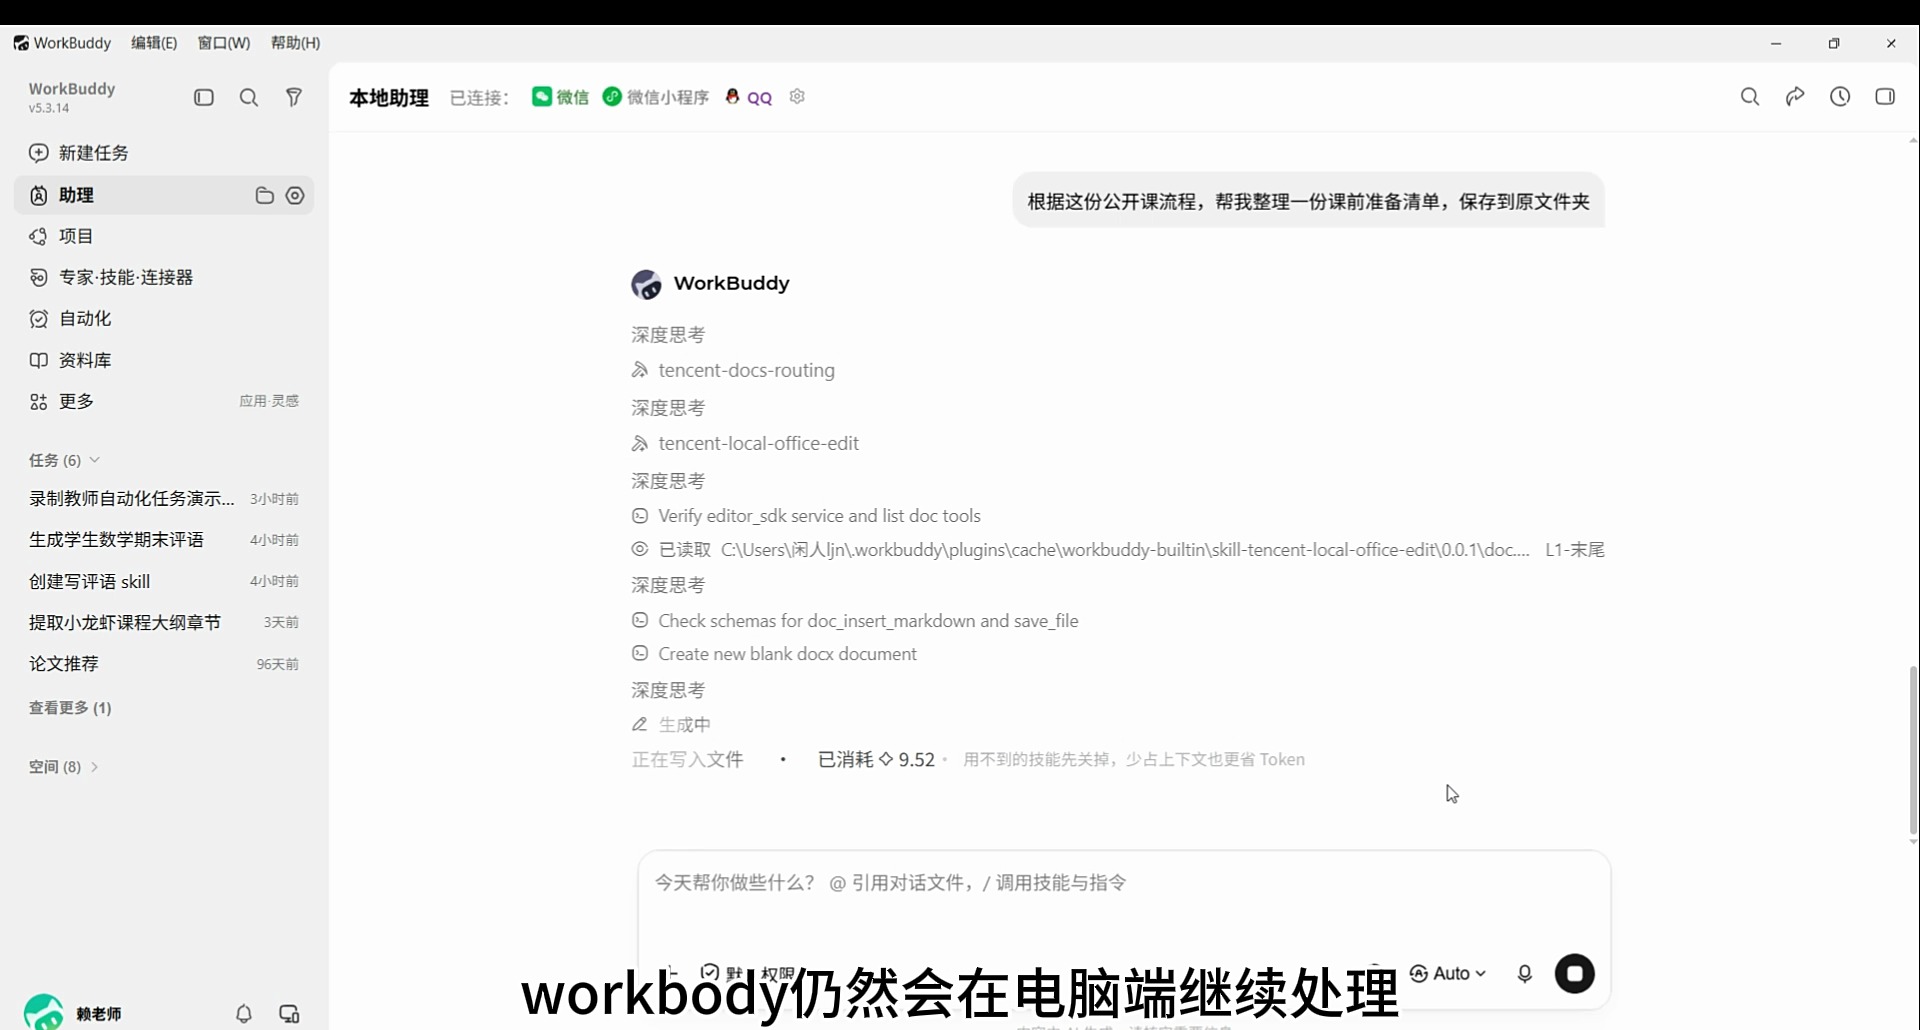 WorkBuddy 编辑(E) 窗口(W) 帮助(H)
WorkBuddy
v5.3.14
新建任务
助理
项目
专家·技能·连接器
自动化
资料库
更多 应用·灵感
任务 (6)
录制教师自动化任务演示... 3小时前
生成学生数学期末评语 4小时前
创建写评语 skill 4小时前
提取小龙虾课程大纲章节 3天前
论文推荐 96天前
查看更多 (1)
空间 (8)
赖老师
本地助理 已连接： 微信 微信小程序 QQ
根据这份公开课流程，帮我整理一份课前准备清单，保存到原文件夹
WorkBuddy
深度思考
tencent-docs-routing
深度思考
tencent-local-office-edit
深度思考
Verify editor_sdk service and list doc tools
已读取 C:\Users\闲人ljn\.workbuddy\plugins\cache\workbuddy-builtin\skill-tencent-local-office-edit\0.0.1\doc.... L1-末尾
深度思考
Check schemas for doc_insert_markdown and save_file
Create new blank docx document
深度思考
生成中
正在写入文件 · 已消耗 9.52 · 用不到的技能先关掉，少占上下文也更省 Token
今天帮你做些什么？ @ 引用对话文件，/ 调用技能与指令
Auto
workbody仍然会在电脑端继续处理